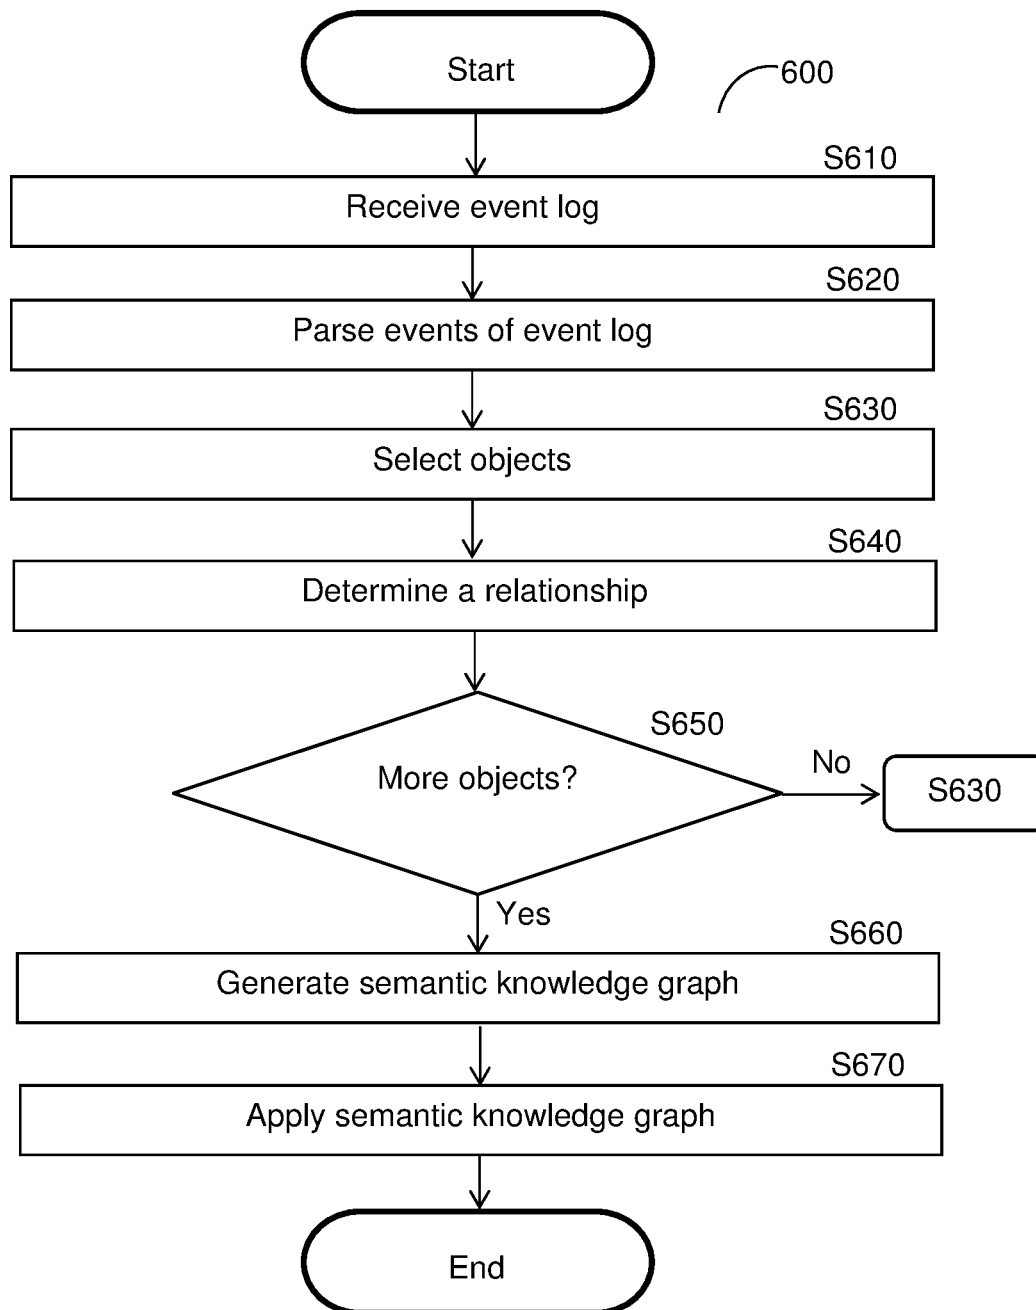 Start
600
S610
Receive event log
S620
Parse events of event log
S630
Select objects
S640
Determine a relationship
S650
More objects?
No
S630
Yes
S660
Generate semantic knowledge graph
S670
Apply semantic knowledge graph
End